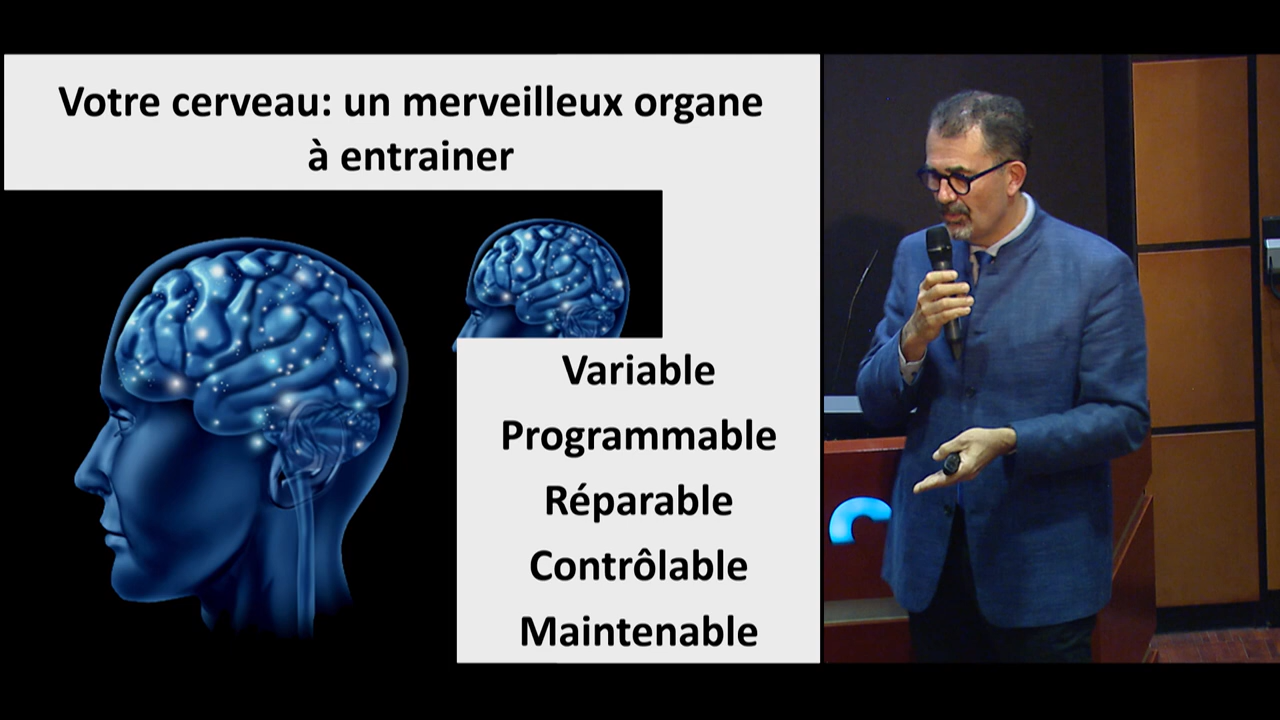 Votre cerveau: un merveilleux organe
à entrainer
Variable
Programmable
Réparable
Contrôlable
Maintenable